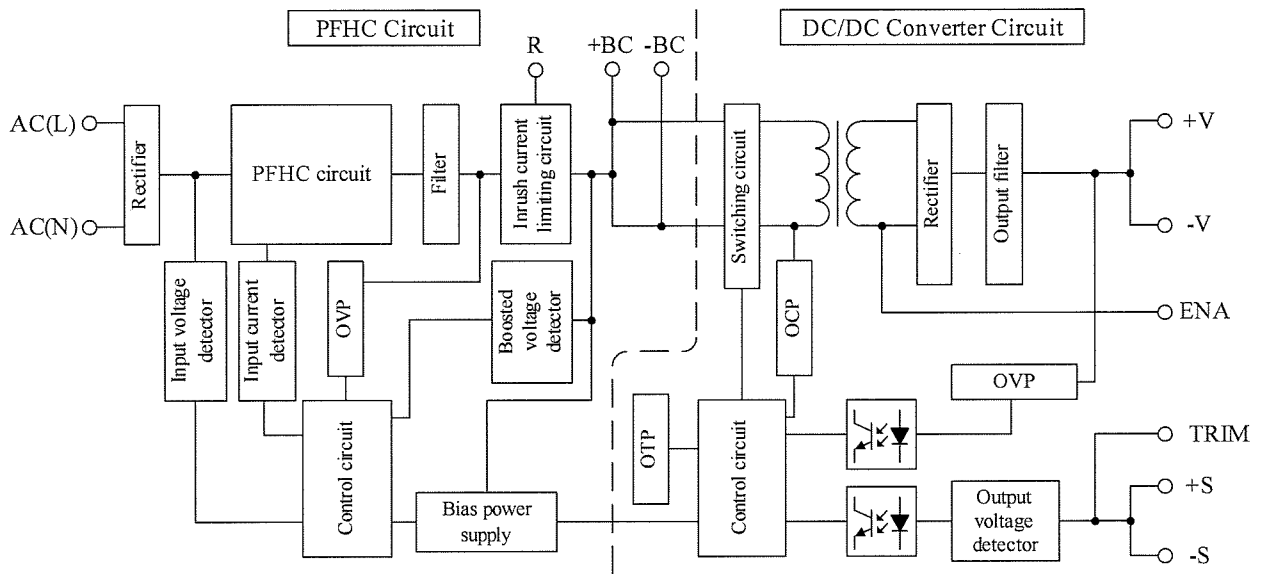 PFHC Circuit
DC/DC Converter Circuit
R
+BC
-BC
AC(L)
AC(N)
Rectifier
PFHC circuit
Filter
Inrush current
limiting circuit
Switching circuit
Rectifier
Output filter
+V
-V
ENA
Input voltage
detector
Input current
detector
OVP
Boosted
voltage
detector
OCP
OVP
Control circuit
Bias power
supply
OTP
Control circuit
Output
voltage
detector
TRIM
+S
-S